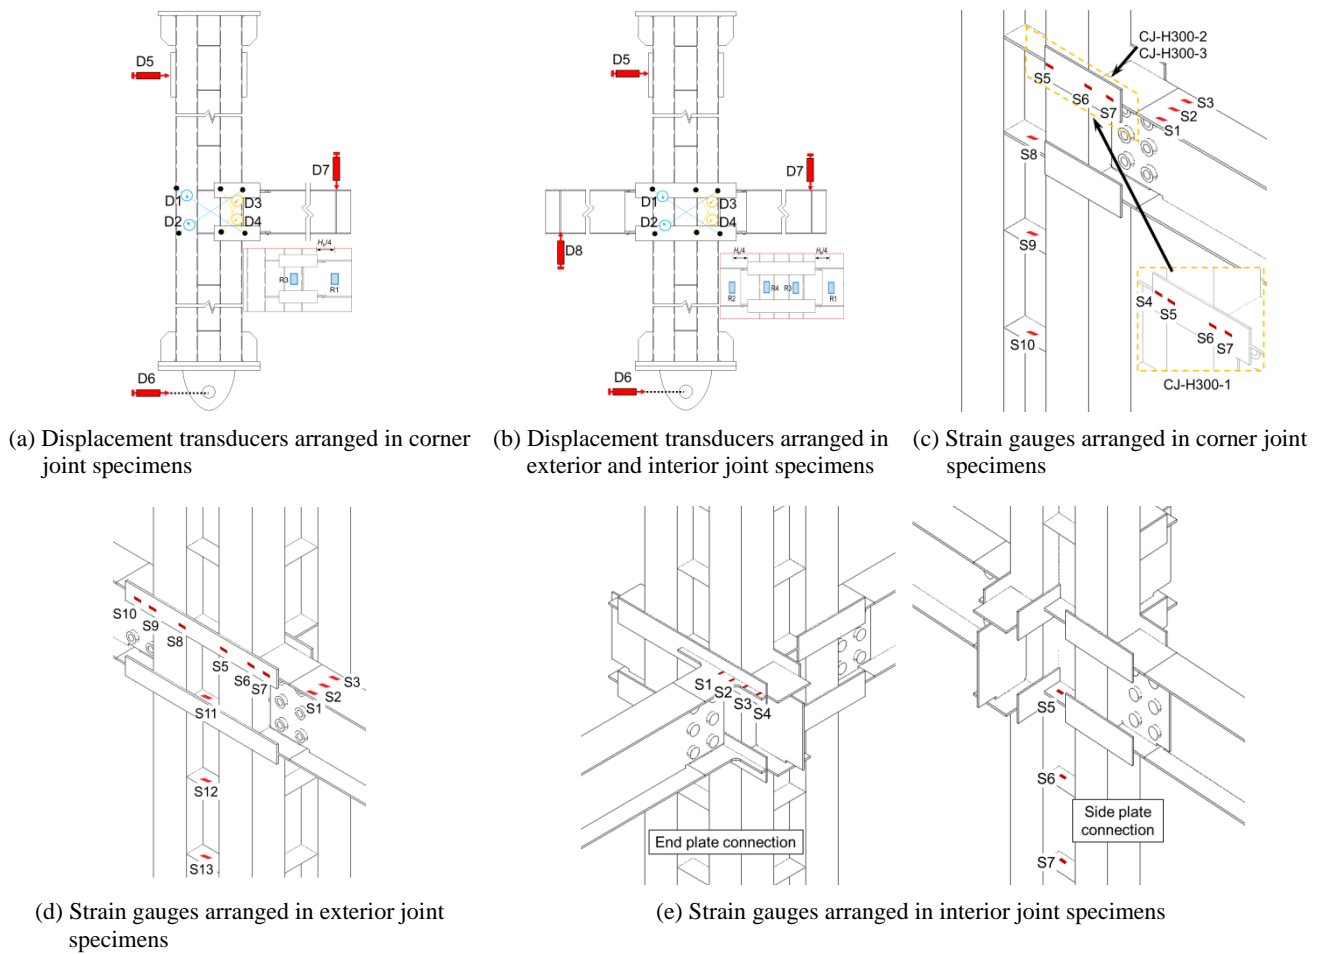 D5
D7
D1
D3
D2
D4
Hb/4
R3
R1
D6
(a) Displacement transducers arranged in corner
joint specimens
D5
D7
D1
D3
D2
D4
D8
Hb/4
Hb/4
R2
R4
R3
R1
D6
(b) Displacement transducers arranged in
exterior and interior joint specimens
CJ-H300-2
CJ-H300-3
S5
S6
S7
S3
S2
S1
S8
S9
S10
S4
S5
S6
S7
CJ-H300-1
(c) Strain gauges arranged in corner joint
specimens
S10
S9
S8
S5
S6
S7
S3
S2
S1
S11
S12
S13
(d) Strain gauges arranged in exterior joint
specimens
S1
S2
S3
S4
End plate connection
S5
S6
S7
Side plate
connection
(e) Strain gauges arranged in interior joint specimens